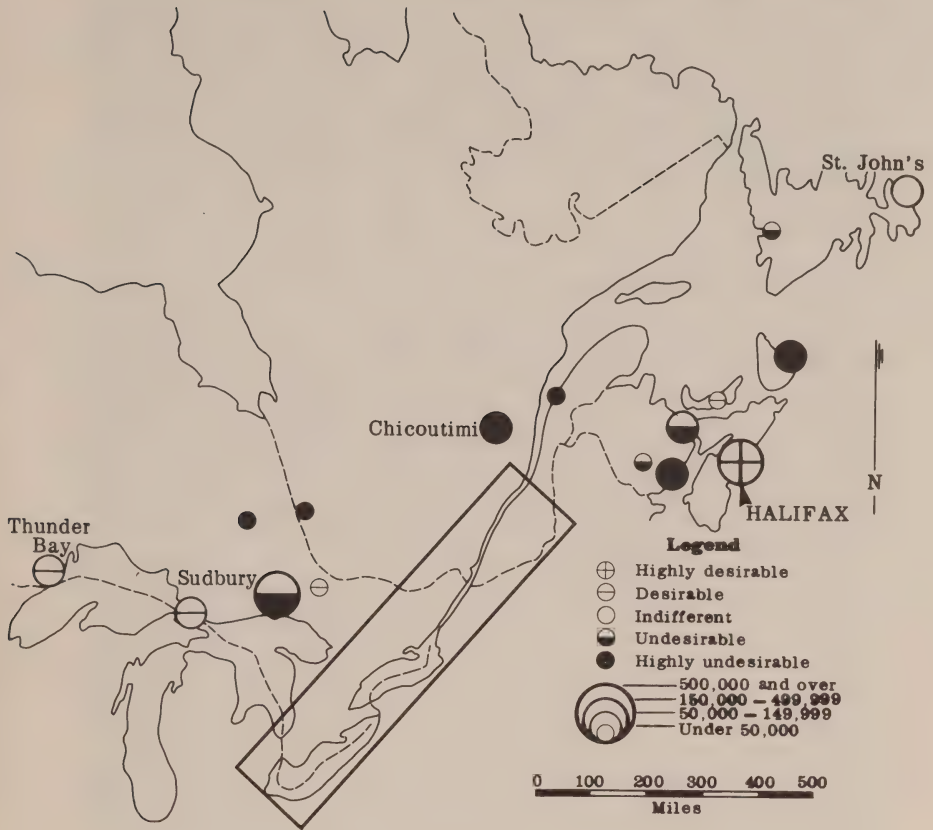 St. John's
Chicoutimi
N
HALIFAX
Thunder
Bay
Sudbury
Legend
Highly desirable
Desirable
Indifferent
Undesirable
Highly undesirable
500,000 and over
150,000 – 499,999
50,000 – 149,999
Under 50,000
0 100 200 300 400 500
Miles